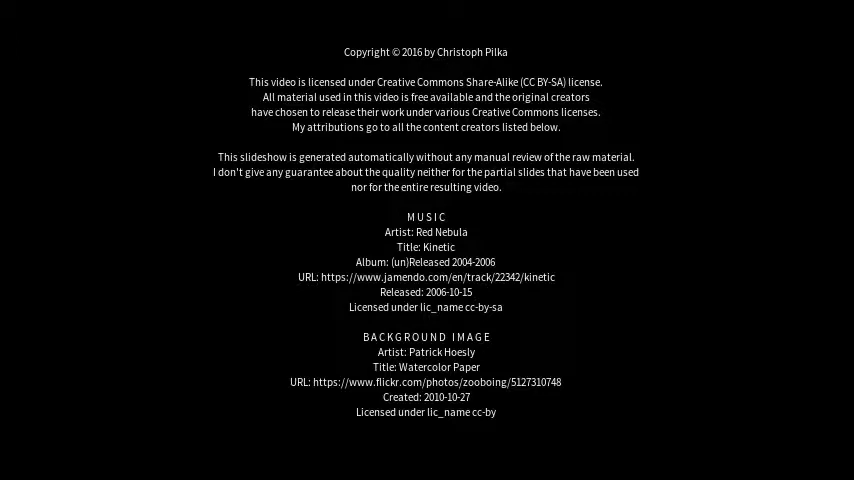 Copyright © 2016 by Christoph Pilka
This video is licensed under Creative Commons Share-Alike (CC BY-SA) license.
All material used in this video is free available and the original creators
have chosen to release their work under various Creative Commons licenses.
My attributions go to all the content creators listed below.
This slideshow is generated automatically without any manual review of the raw material.
I don't give any guarantee about the quality neither for the partial slides that have been used
nor for the entire resulting video.
M U S I C
Artist: Red Nebula
Title: Kinetic
Album: (un)Released 2004-2006
URL: https://www.jamendo.com/en/track/22342/kinetic
Released: 2006-10-15
Licensed under lic_name cc-by-sa
B A C K G R O U N D   I M A G E
Artist: Patrick Hoesly
Title: Watercolor Paper
URL: https://www.flickr.com/photos/zooboing/5127310748
Created: 2010-10-27
Licensed under lic_name cc-by